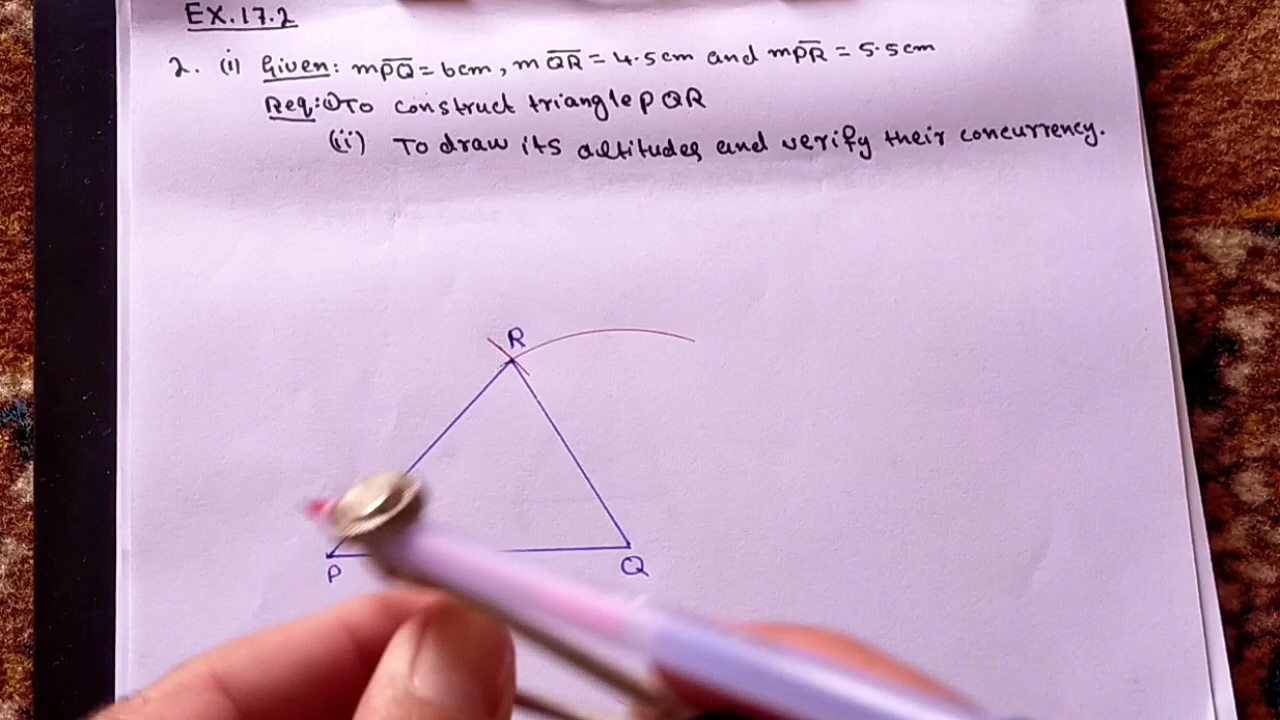 EX.17.2
2. (i) Given: mPQ = 6cm, mQR = 4.5cm and mPR = 5.5cm
Req: (i) To construct triangle PQR
(ii) To draw its altitudes and verify their concurrency.
R
P
Q